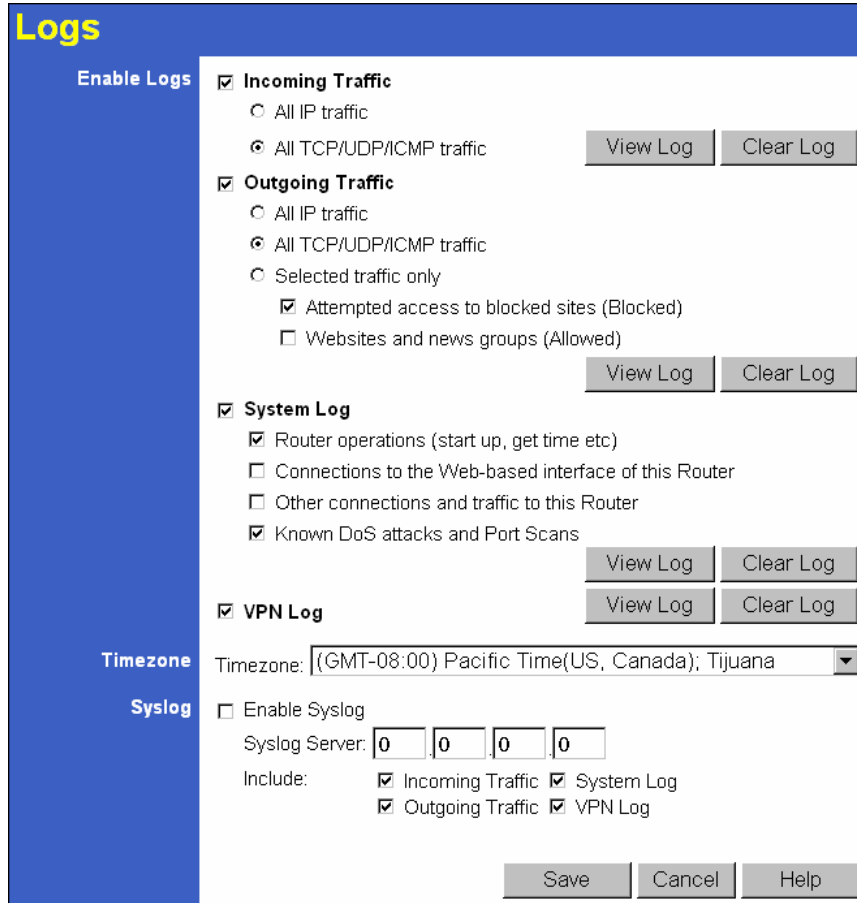 Logs
Enable Logs
Incoming Traffic
All IP traffic
All TCP/UDP/ICMP traffic View Log Clear Log
Outgoing Traffic
All IP traffic
All TCP/UDP/ICMP traffic
Selected traffic only
Attempted access to blocked sites (Blocked)
Websites and news groups (Allowed)
View Log Clear Log
System Log
Router operations (start up, get time etc)
Connections to the Web-based interface of this Router
Other connections and traffic to this Router
Known DoS attacks and Port Scans
View Log Clear Log
VPN Log View Log Clear Log
Timezone Timezone: (GMT-08:00) Pacific Time(US, Canada); Tijuana
Syslog Enable Syslog
Syslog Server: 0 .0 .0 .0
Include: Incoming Traffic System Log
Outgoing Traffic VPN Log
Save Cancel Help